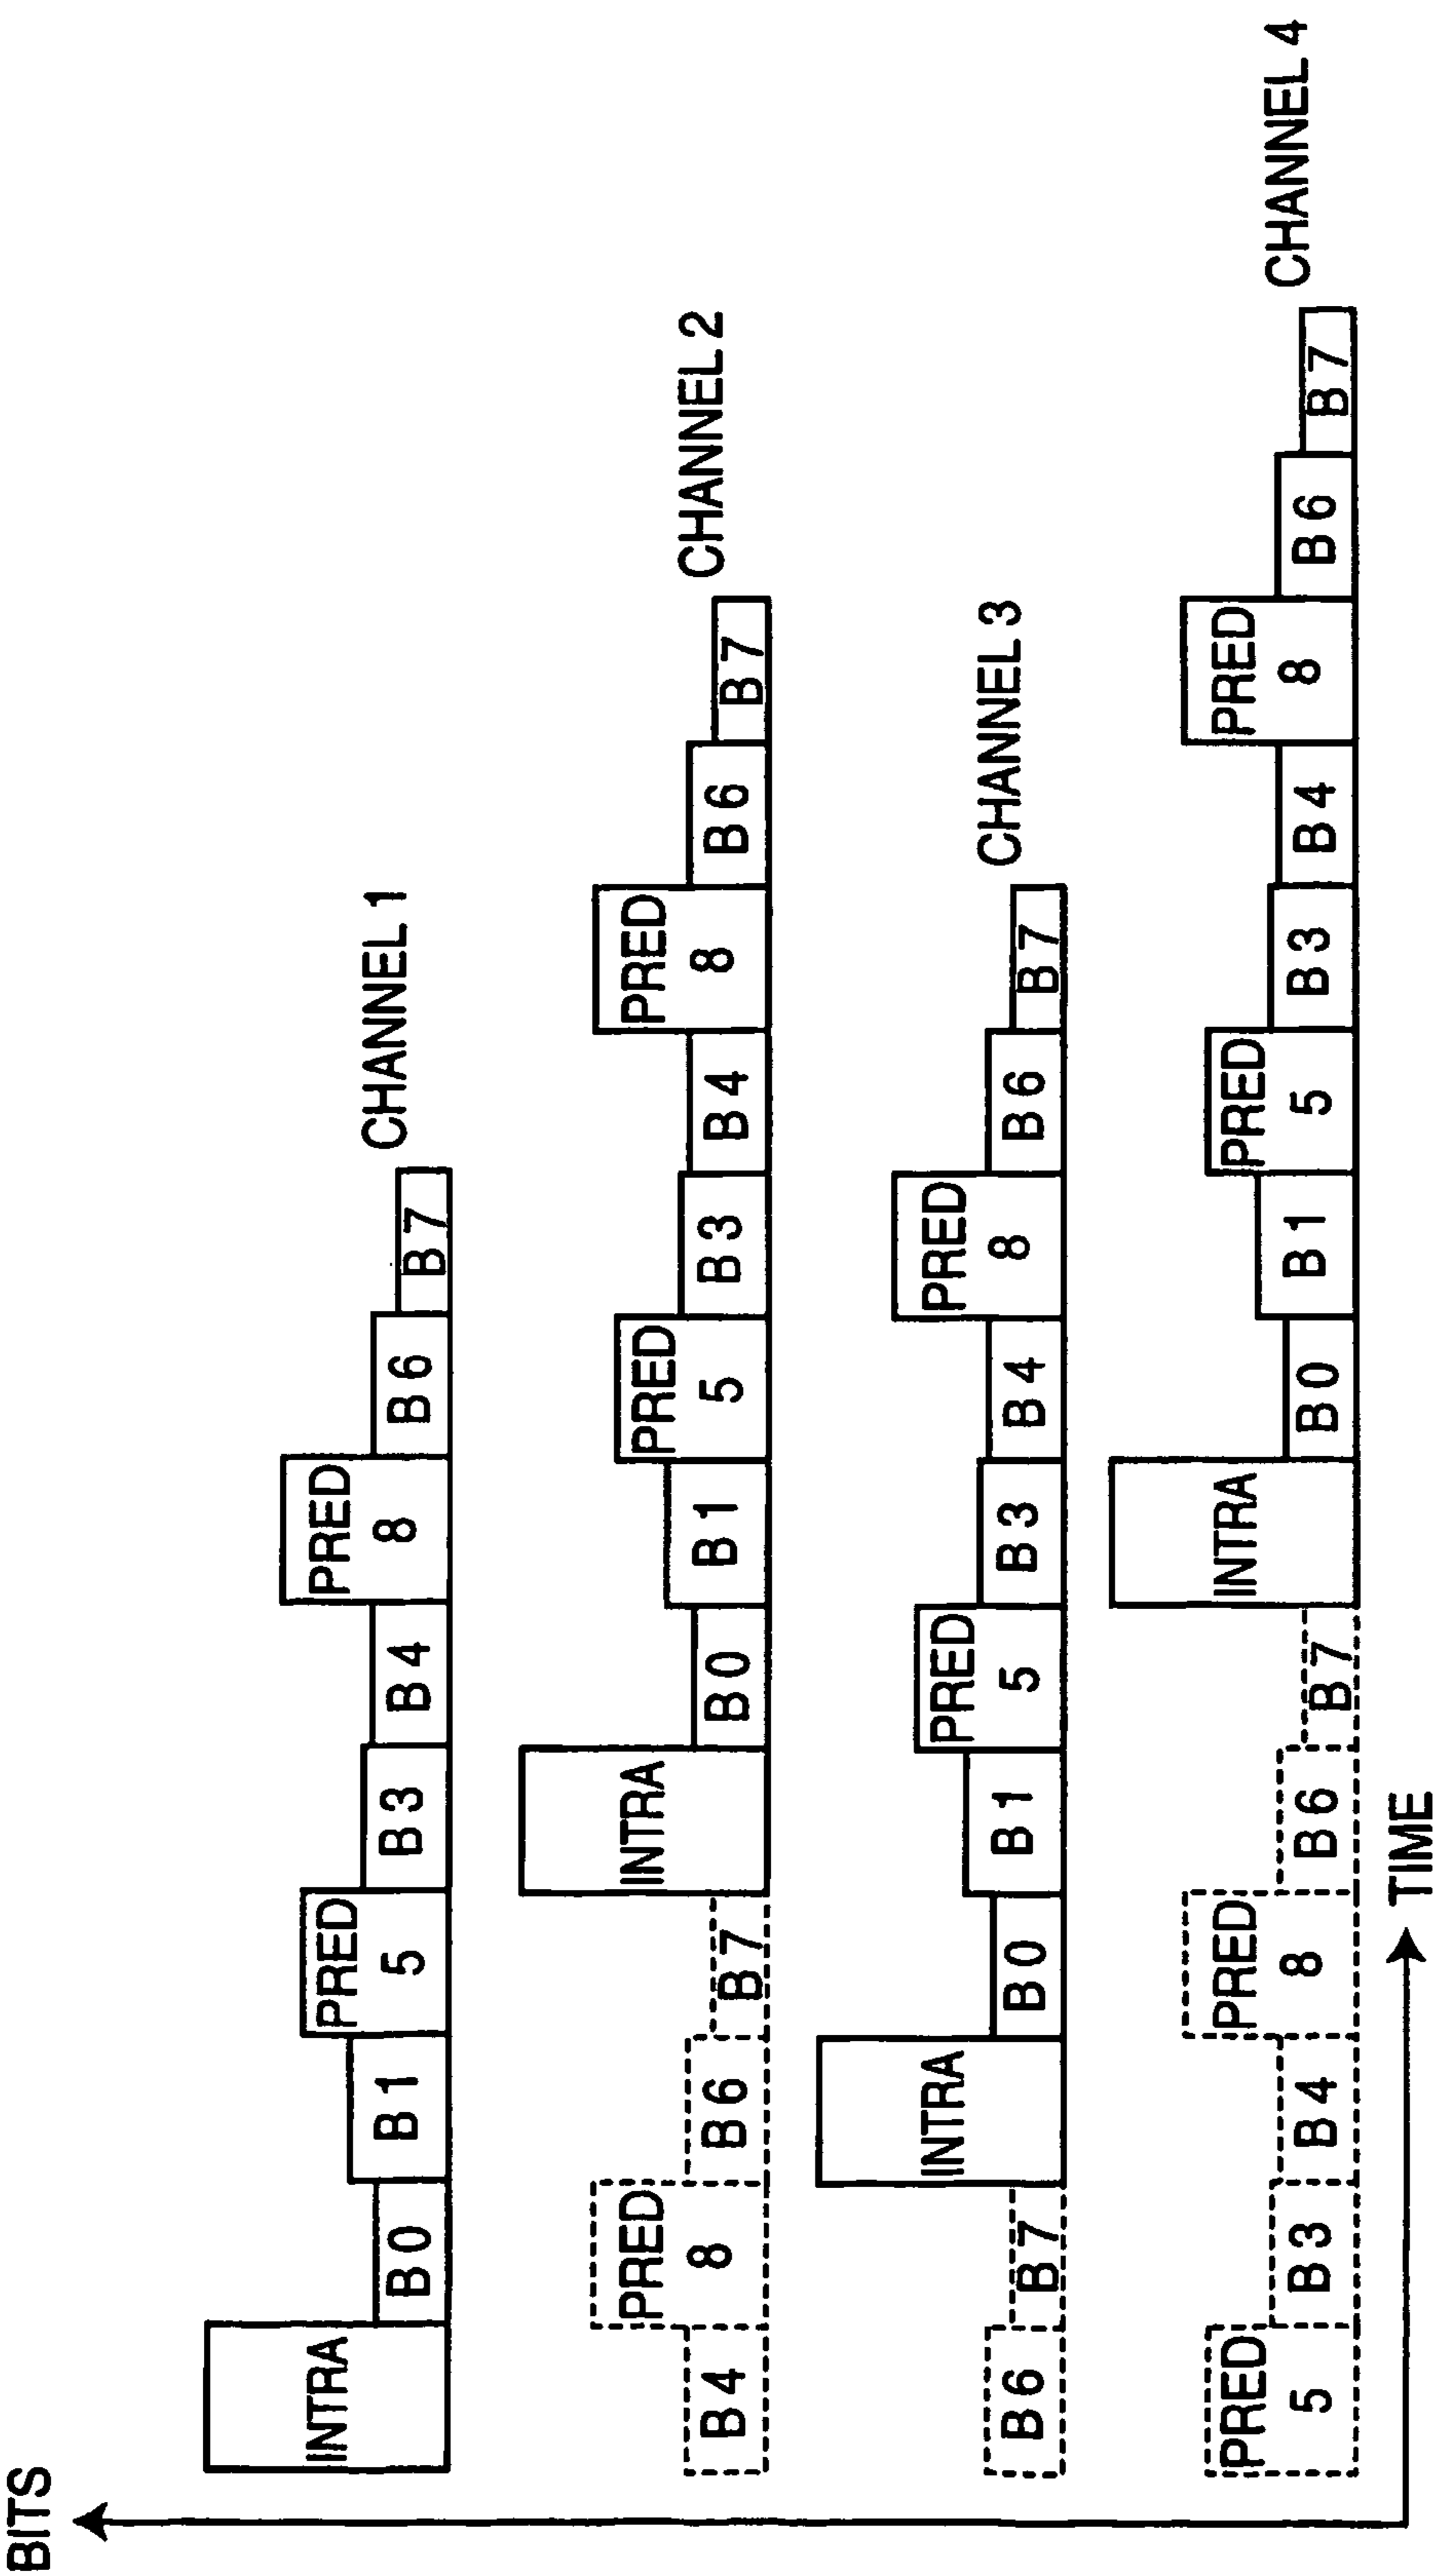 BITS
INTRA
B0
B1
PRED
5
B3
B4
PRED
8
B6
B7
CHANNEL 1
B4
PRED
8
B6
B7
INTRA
B0
B1
PRED
5
B3
B4
PRED
8
B6
B7
CHANNEL 2
B6
B7
INTRA
B0
B1
PRED
5
B3
B4
PRED
8
B6
B7
CHANNEL 3
PRED
5
B3
B4
PRED
8
B6
B7
INTRA
B0
B1
PRED
5
B3
B4
PRED
8
B6
B7
CHANNEL 4
TIME